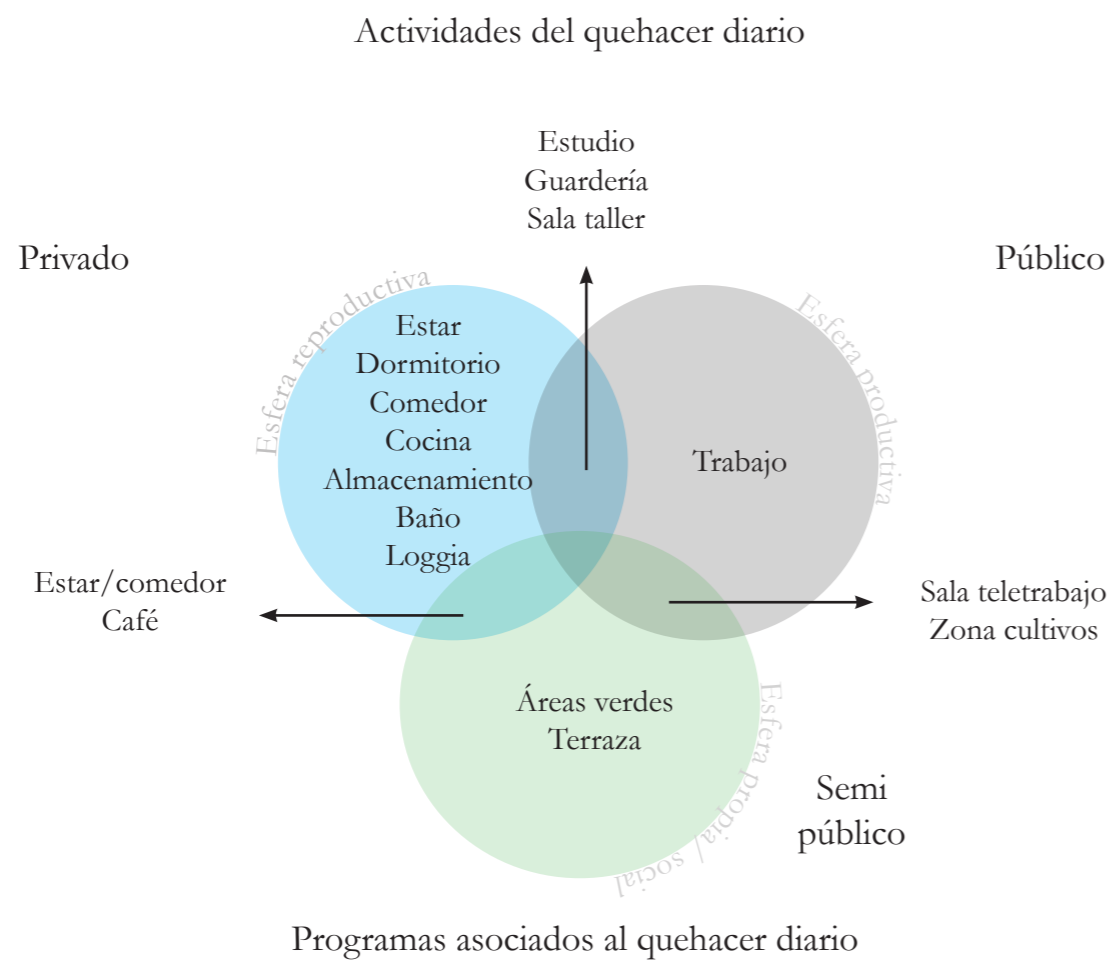 Actividades del quehacer diario
Estudio
Guardería
Sala taller
Privado
Público
Esfera reproductiva
Esfera productiva
Estar
Dormitorio
Comedor
Cocina
Almacenamiento
Baño
Loggia
Trabajo
Estar/comedor
Café
Sala teletrabajo
Zona cultivos
Áreas verdes
Terraza
Esfera propia/ social
Semi
público
Programas asociados al quehacer diario